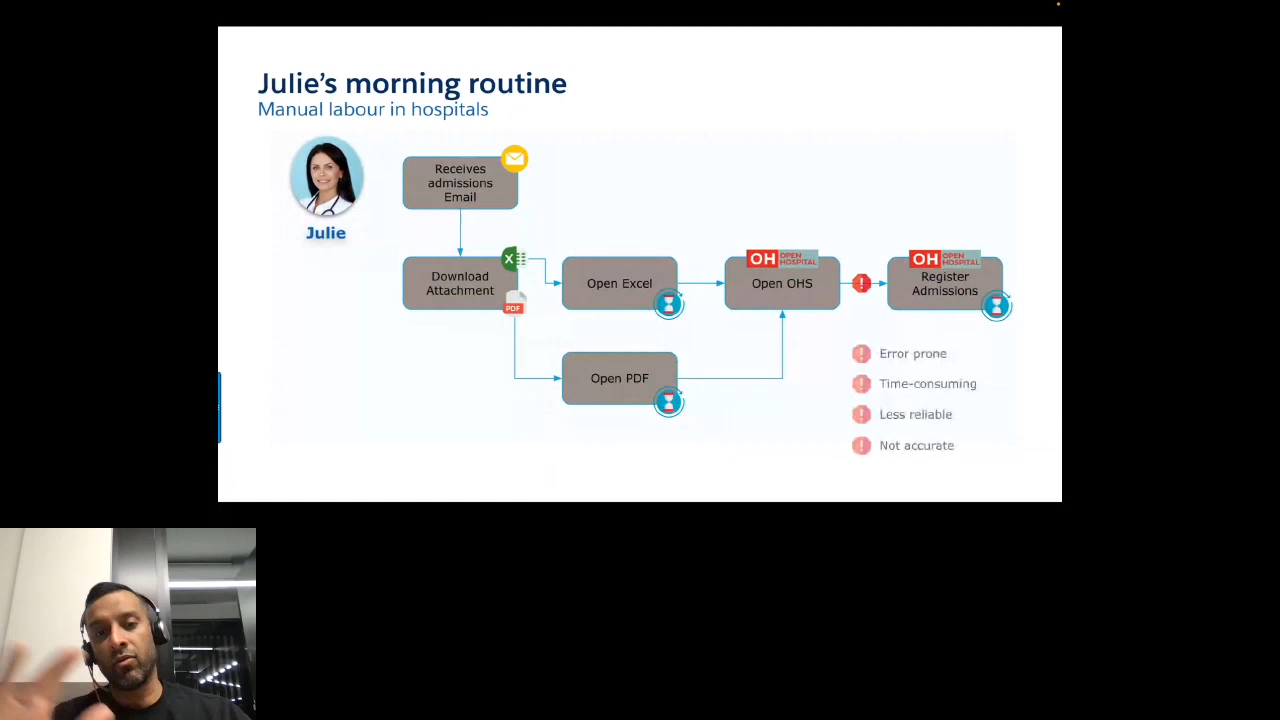 Julie's morning routine
Manual labour in hospitals
Julie
Receives
admissions
Email
Download
Attachment
X
PDF
Open Excel
Open PDF
OH OPEN
HOSPITAL
Open OHS
OH OPEN
HOSPITAL
Register
Admissions
Error prone
Time-consuming
Less reliable
Not accurate